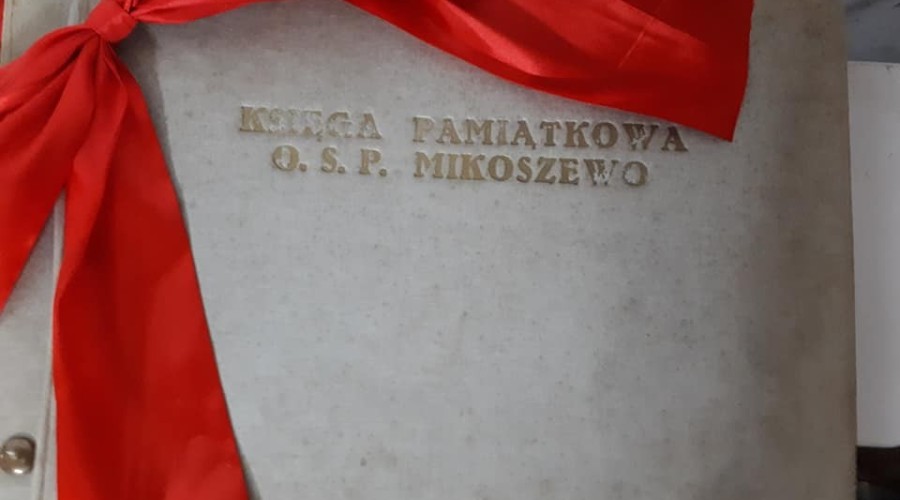 KSIĘGA PAMIĄTKOWA
O. S. P. MIKOSZEWO